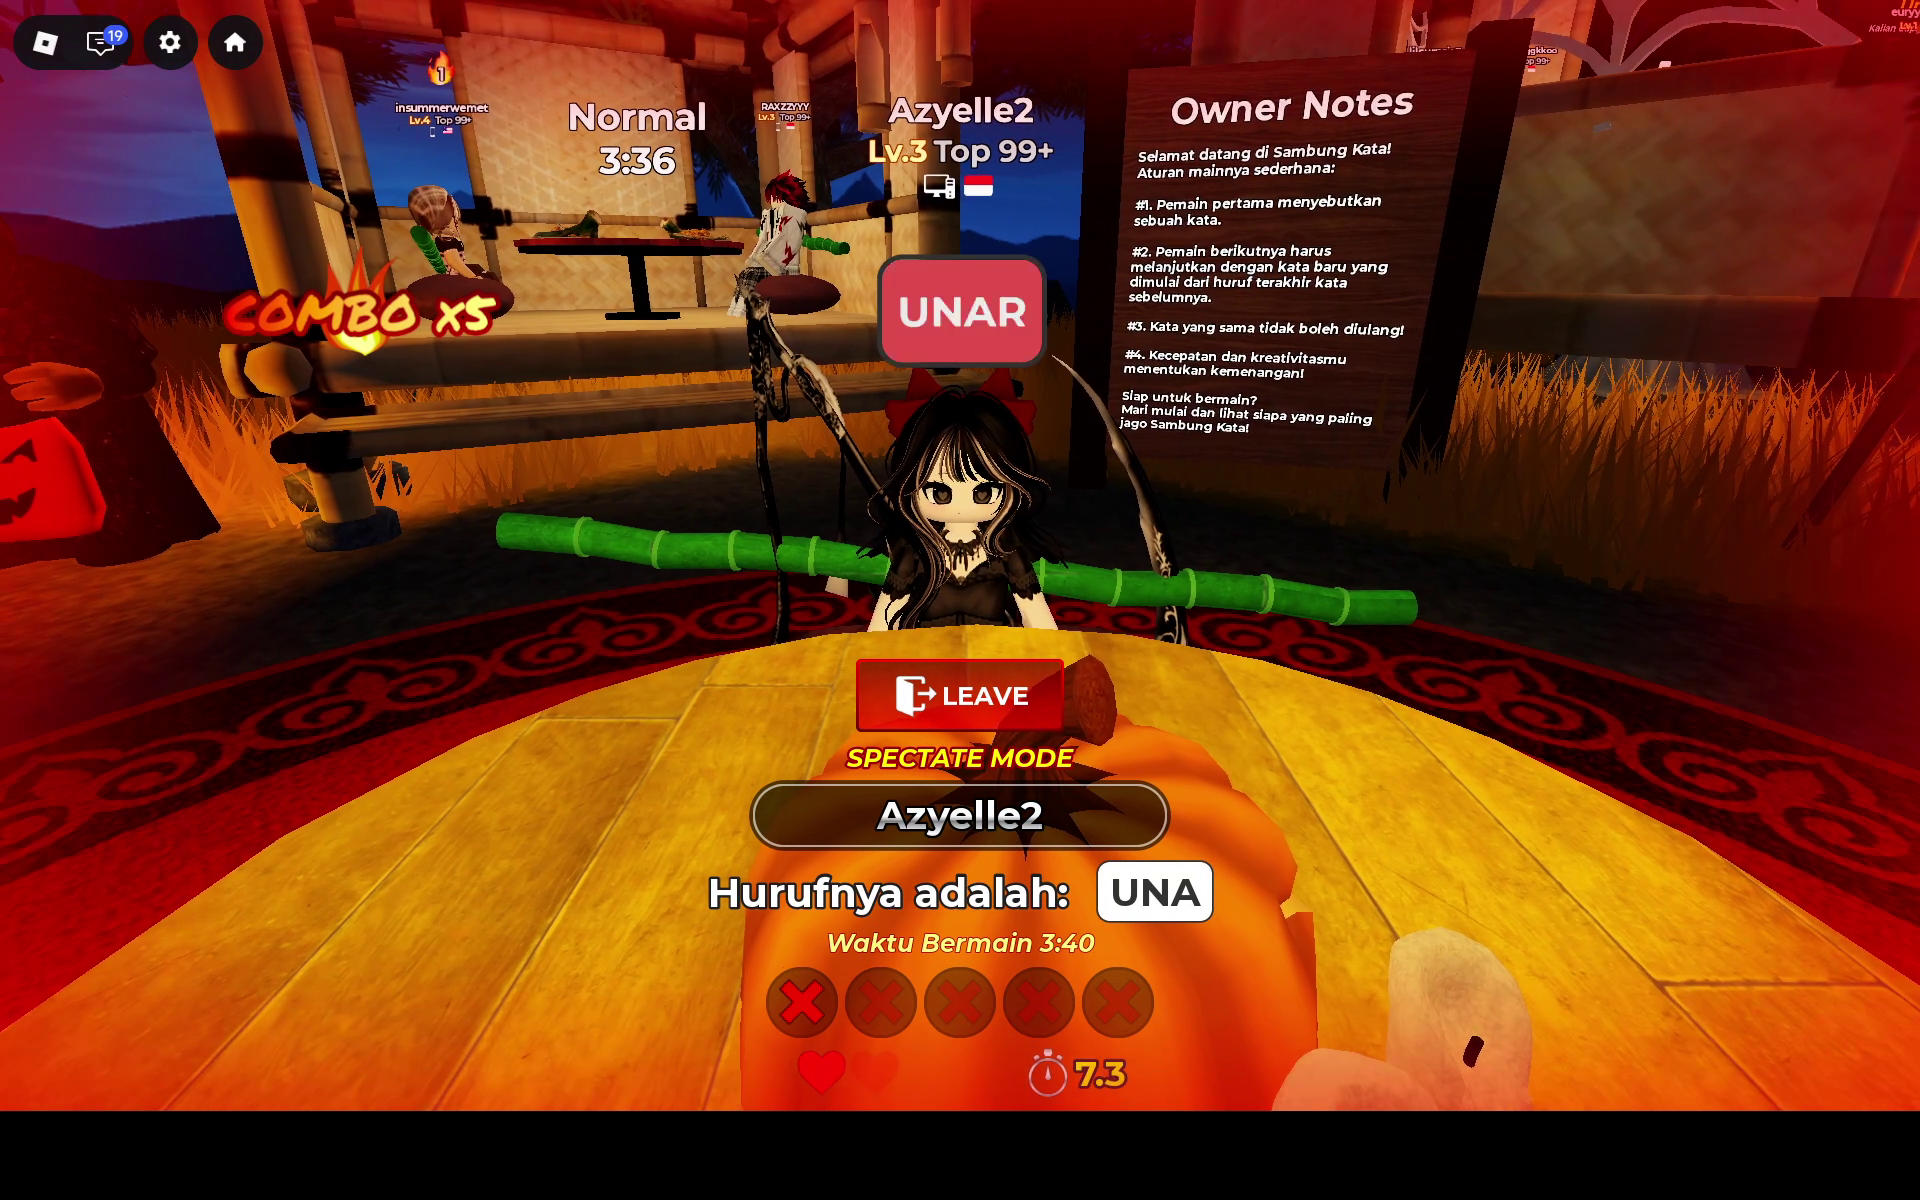 19
1
insummerwemet
Lv.4 Top 99+
Normal
3:36
RAXZZYYY
Lv.3 Top 99+
Azyelle2
Lv.3 Top 99+
Owner Notes
Selamat datang di Sambung Kata!
Aturan mainnya sederhana:
#1. Pemain pertama menyebutkan
sebuah kata.
#2. Pemain berikutnya harus
melanjutkan dengan kata baru yang
dimulai dari huruf terakhir kata
sebelumnya.
#3. Kata yang sama tidak boleh diulang!
#4. Kecepatan dan kreativitasmu
menentukan kemenangan!
Siap untuk bermain?
Mari mulai dan lihat siapa yang paling
jago Sambung Kata!
COMBO x5
UNAR
LEAVE
SPECTATE MODE
Azyelle2
Hurufnya adalah: UNA
Waktu Bermain 3:40
7.3